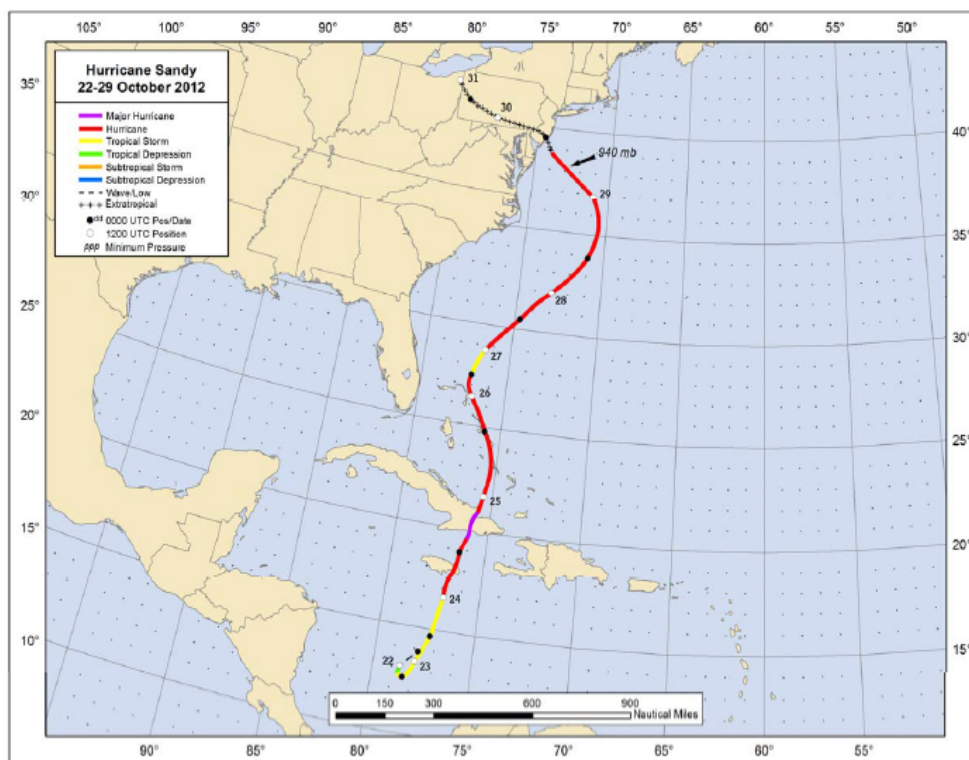 105° 100° 95° 90° 85° 80° 75° 70° 65° 60° 55° 50°
Hurricane Sandy
22-29 October 2012
Major Hurricane
Hurricane
Tropical Storm
Tropical Depression
Subtropical Storm
Subtropical Depression
Wave/Low
Extratropical
dd 0000 UTC Pos/Date
1200 UTC Position
ppp Minimum Pressure
35°
30°
25°
20°
15°
10°
31
30
940 mb
29
28
27
26
25
24
23
22
40°
35°
30°
25°
20°
15°
0 150 300 600 900
Nautical Miles
90° 85° 80° 75° 70° 65° 60° 55°